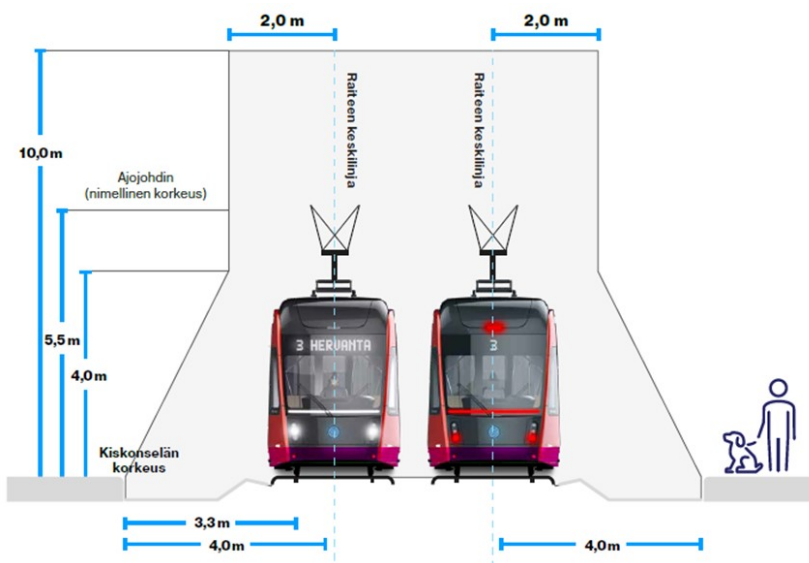 2,0 m
2,0 m
Raiteen keskilinja
Raiteen keskilinja
10,0 m
Ajojohdin
(nimellinen korkeus)
5,5 m
4,0 m
3 HERVANTA
3
Kiskonselän
korkeus
3,3 m
4,0 m
4,0 m